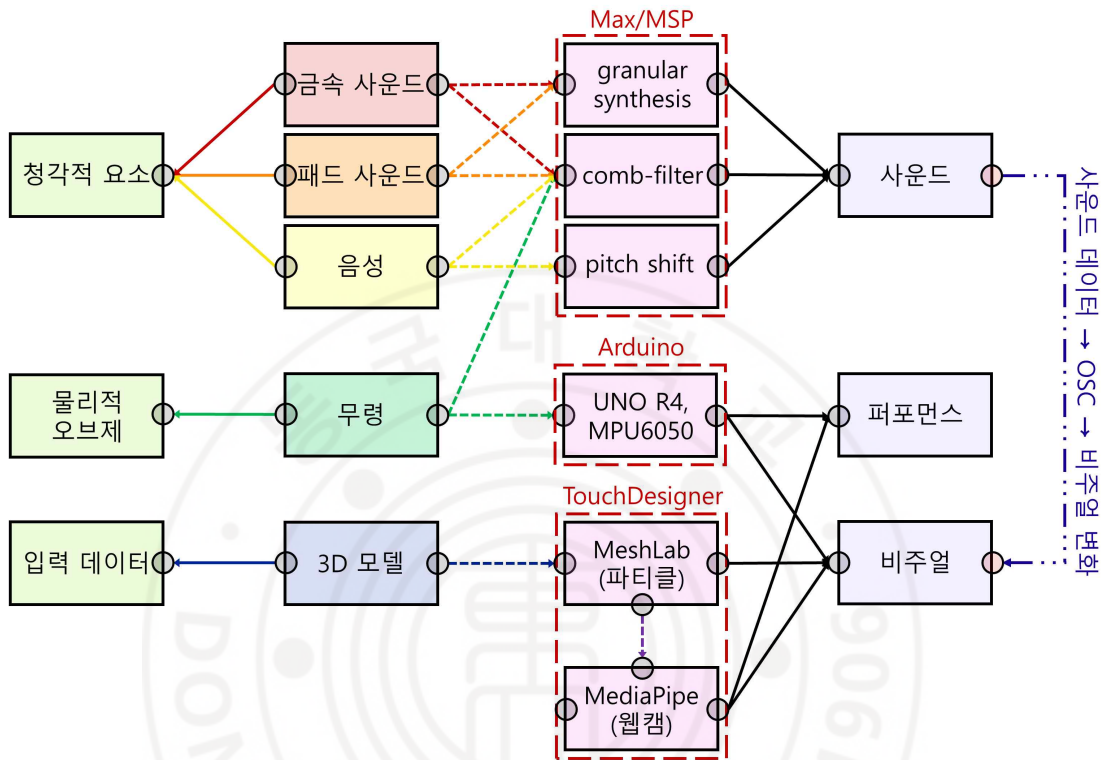 Max/MSP
금속 사운드
granular
synthesis
청각적 요소
패드 사운드
comb-filter
사운드
음성
pitch shift
사운드 데이터 → OSC → 비주얼 변화
Arduino
물리적
오브제
무령
UNO R4,
MPU6050
퍼포먼스
TouchDesigner
입력 데이터
3D 모델
MeshLab
(파티클)
비주얼
MediaPipe
(웹캠)